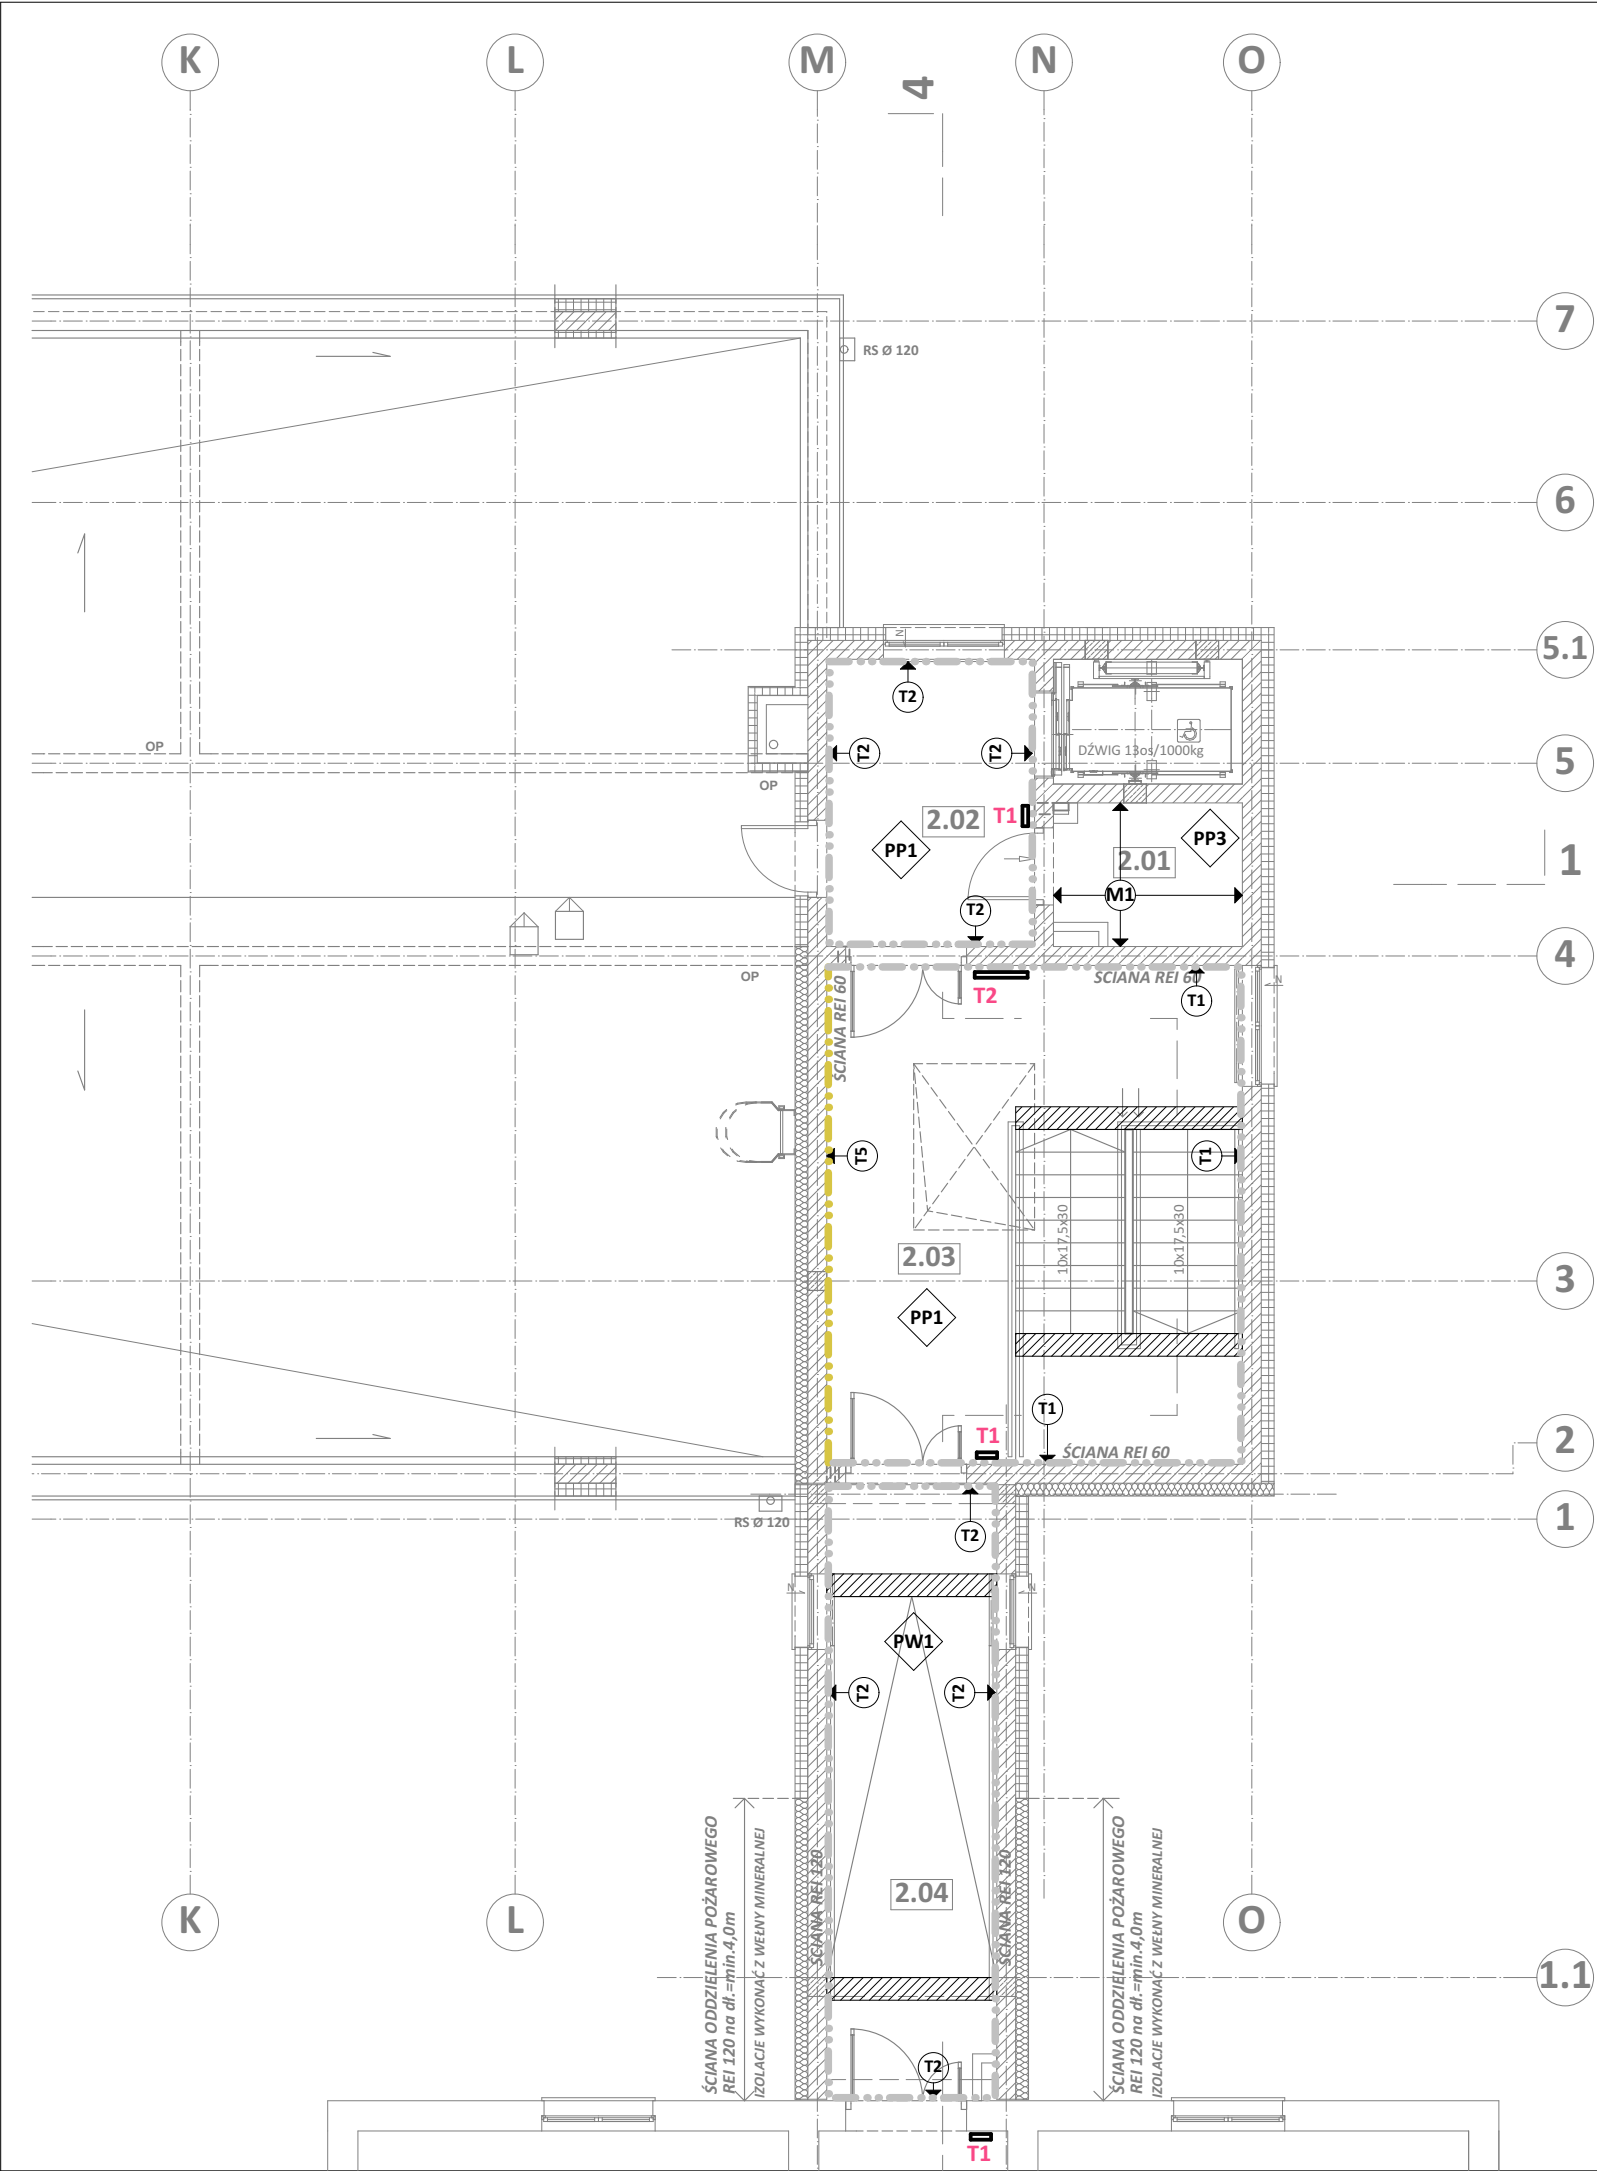 K
L
M
N
O
4
7
RS Ø 120
6
5.1
N
T2
T2
T2
DŹWIG 13os/1000kg
OP
5
OP
2.02
T1
PP1
PP3
2.01
1
M1
T2
4
OP
ŚCIANA REI 60
T2
SCIANA REI 60
T1
N
T5
T1
10x17,5x30
10x17,5x30
2.03
3
PP1
T1
T1
ŚCIANA REI 60
2
RS Ø 120
T2
1
N
N
PW1
T2
T2
ŚCIANA ODDZIELENIA POŻAROWEGO
REI 120 na dł.=min.4,0m
IZOLACJE WYKONAĆ Z WEŁNY MINERALNEJ
ŚCIANA REI 120
2.04
ŚCIANA REI 120
ŚCIANA ODDZIELENIA POŻAROWEGO
REI 120 na dł.=min.4,0m
IZOLACJE WYKONAĆ Z WEŁNY MINERALNEJ
K
L
O
1.1
T2
T1